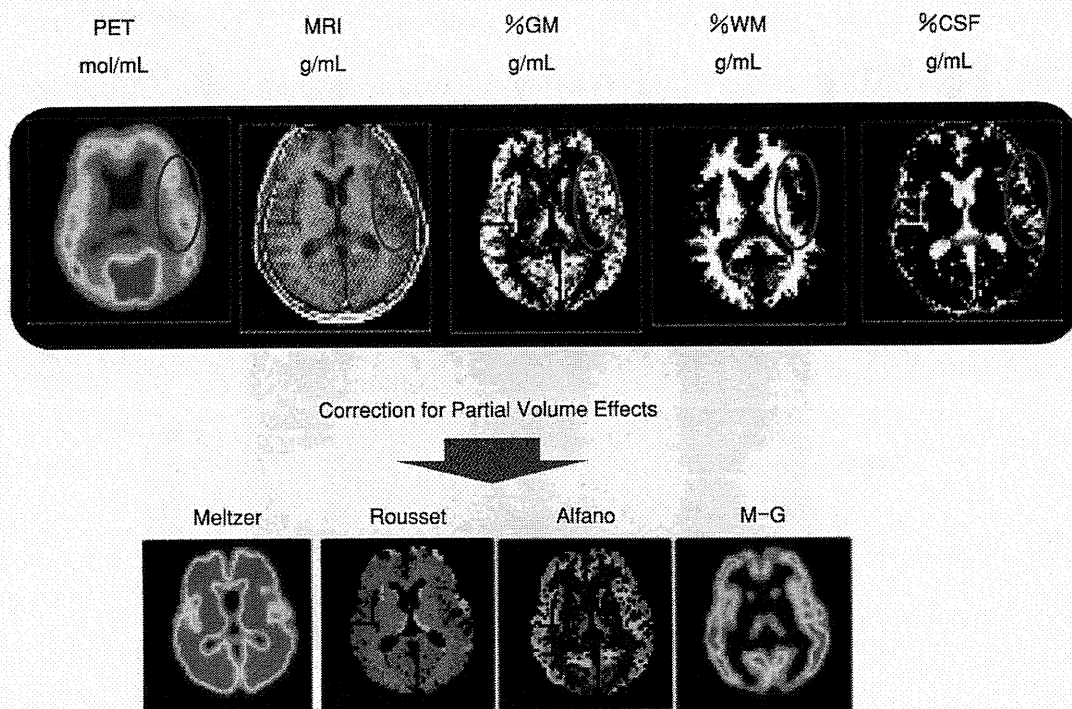 PET MRI %GM %WM %CSF
mol/mL g/mL g/mL g/mL g/mL
Correction for Partial Volume Effects
Meltzer Rousset Alfano M-G